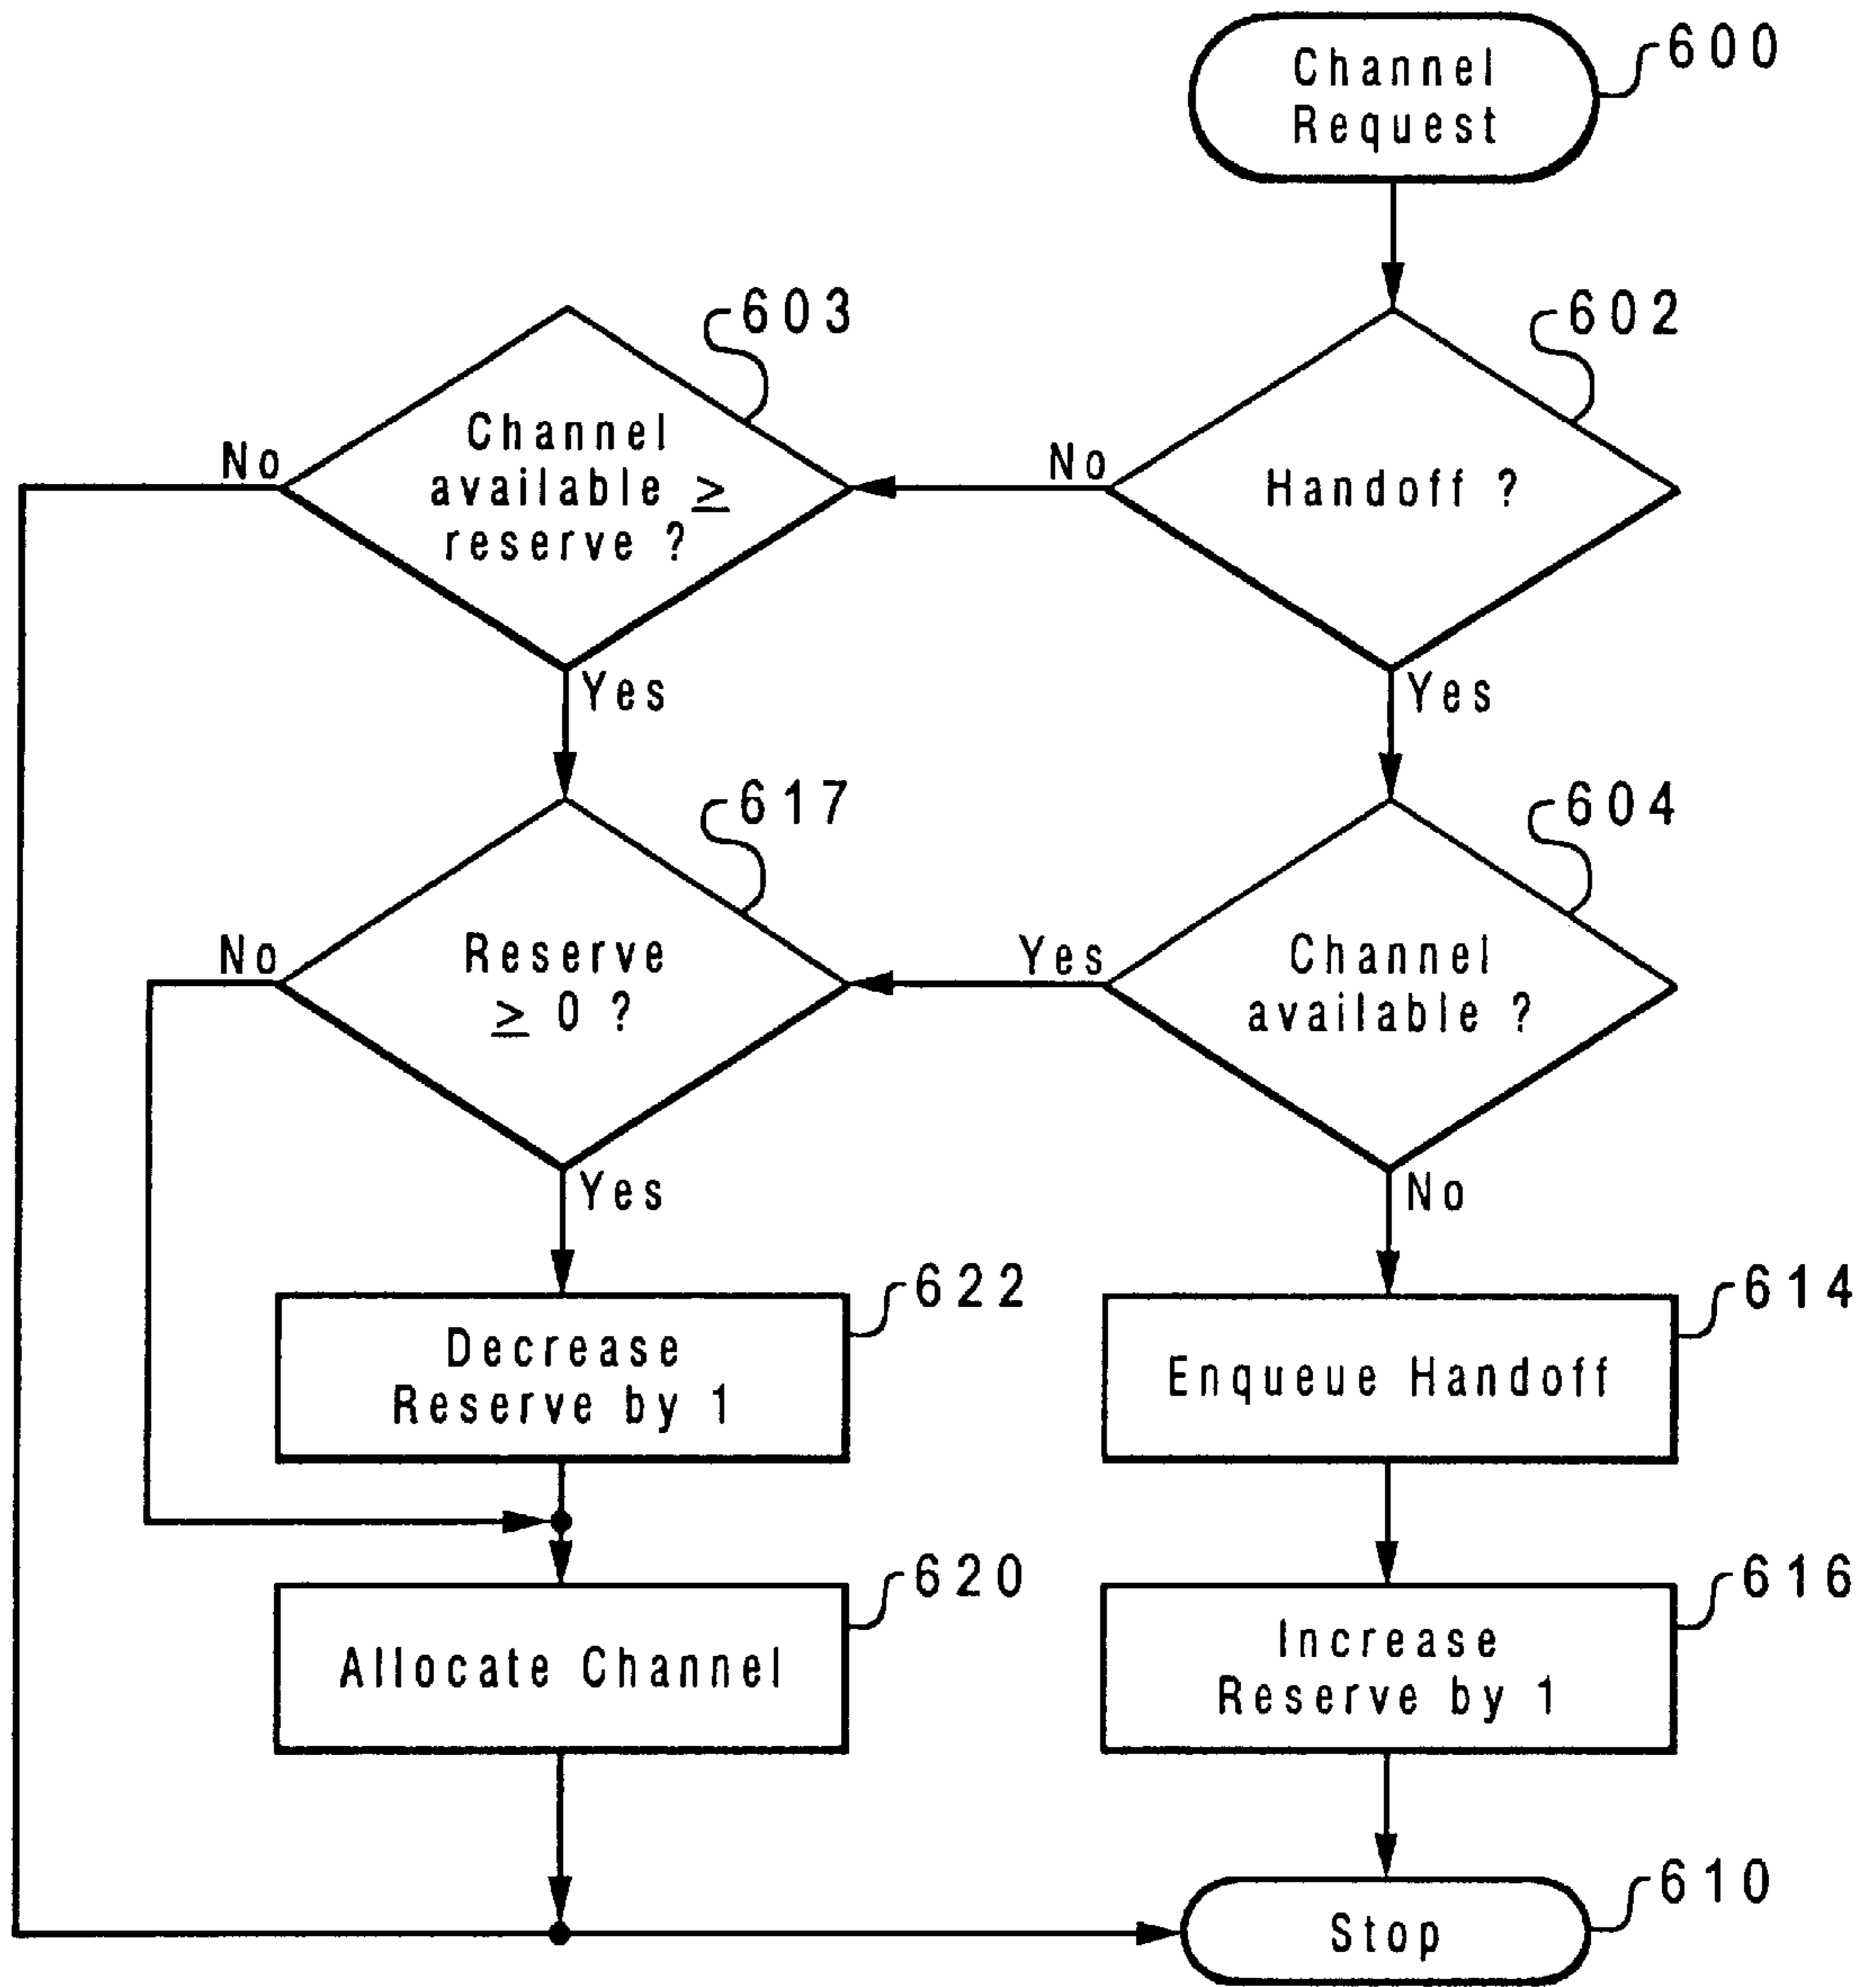 Channel
Request
600
603
602
Channel
available ≥
reserve ?
No
No
Handoff ?
Yes
Yes
617
604
Reserve
≥ 0 ?
No
Yes
Channel
available ?
Yes
No
622
614
Decrease
Reserve by 1
Enqueue Handoff
620
616
Allocate Channel
Increase
Reserve by 1
610
Stop